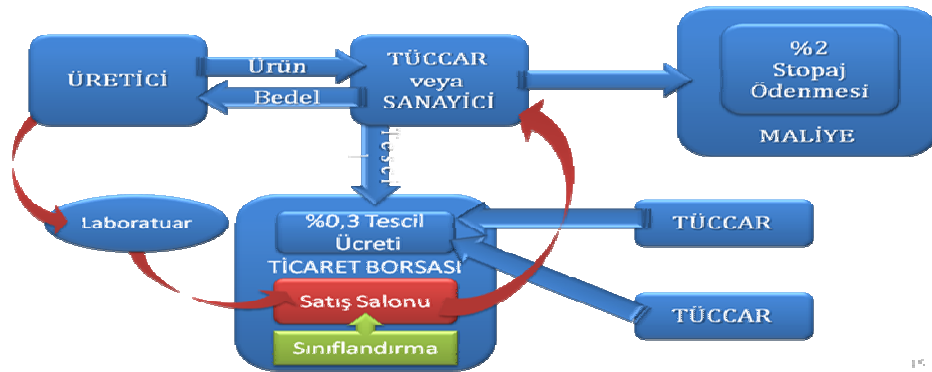 ÜRETİCİ
Ürün
Bedel
TÜCCAR
veya
SANAYİCİ
%2
Stopaj
Ödenmesi
MALİYE
Laboratuar
%0,3 Tescil
Ücreti
TİCARET BORSASI
Satış Salonu
Sınıflandırma
TÜCCAR
TÜCCAR